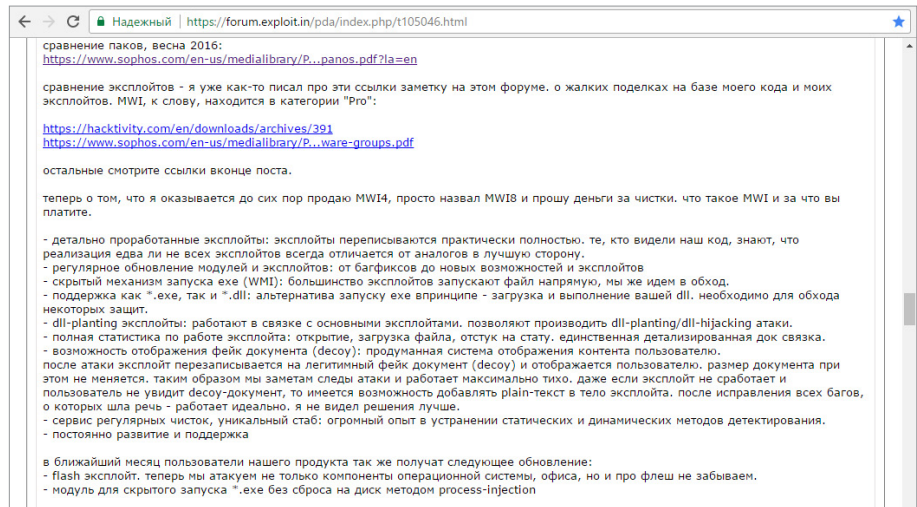 Надежный | https://forum.exploit.in/pda/index.php/t105046.html
сравнение паков, весна 2016:
https://www.sophos.com/en-us/medialibrary/P...panos.pdf?la=en
сравнение эксплойтов - я уже как-то писал про эти ссылки заметку на этом форуме. о жалких поделках на базе моего кода и моих
эксплойтов. MWI, к слову, находится в категории "Pro":
https://hacktivity.com/en/downloads/archives/391
https://www.sophos.com/en-us/medialibrary/P...ware-groups.pdf
остальные смотрите ссылки вконце поста.
теперь о том, что я оказывается до сих пор продаю MWI4, просто назвал MWI8 и прошу деньги за чистки. что такое MWI и за что вы
платите.
- детально проработанные эксплойты: эксплойты переписываются практически полностью. те, кто видели наш код, знают, что
реализация едва ли не всех эксплойтов всегда отличается от аналогов в лучшую сторону.
- регулярное обновление модулей и эксплойтов: от багфиксов до новых возможностей и эксплойтов
- скрытый механизм запуска exe (WMI): большинство эксплойтов запускают файл напрямую, мы же идем в обход.
- поддержка как *.exe, так и *.dll: альтернатива запуску exe впринципе - загрузка и выполнение вашей dll. необходимо для обхода
некоторых защит.
- dll-planting эксплойты: работают в связке с основными эксплойтами. позволяют производить dll-planting/dll-hijacking атаки.
- полная статистика по работе эксплойта: открытие, загрузка файла, отстук на стату. единственная детализированная док связка.
- возможность отображения фейк документа (decoy): продуманная система отображения контента пользователю.
после атаки эксплойт перезаписывается на легитимный фейк документ (decoy) и отображается пользователю. размер документа при
этом не меняется. таким образом мы заметам следы атаки и работает максимально тихо. даже если эксплойт не сработает и
пользователь не увидит decoy-документ, то имеется возможность добавлять plain-текст в тело эксплойта. после исправления всех багов,
о которых шла речь - работает идеально. я не видел решения лучше.
- сервис регулярных чисток, уникальный стаб: огромный опыт в устранении статических и динамических методов детектирования.
- постоянно развитие и поддержка
в ближайший месяц пользователи нашего продукта так же получат следующее обновление:
- flash эксплойт. теперь мы атакуем не только компоненты операционной системы, офиса, но и про флеш не забываем.
- модуль для скрытого запуска *.exe без сброса на диск методом process-injection